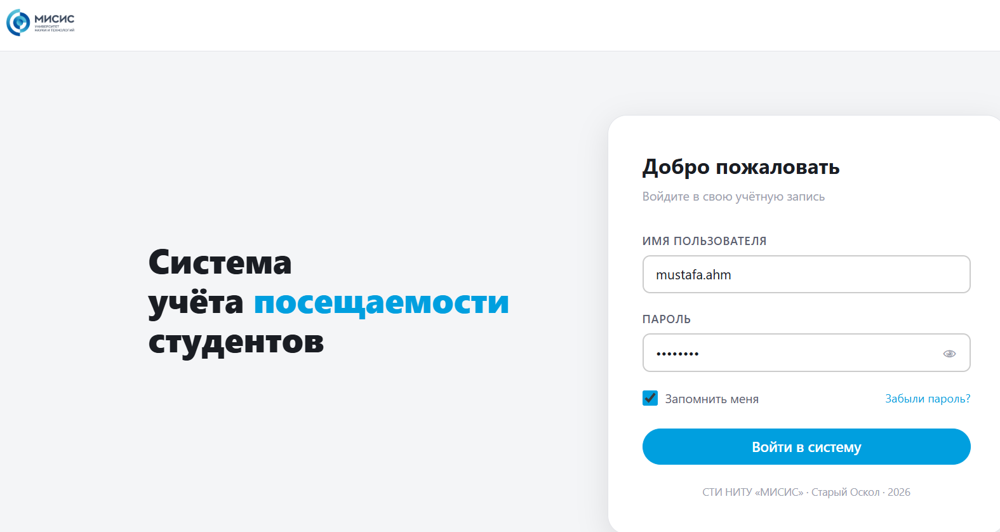 МИСИС
УНИВЕРСИТЕТ
НАУКИ И ТЕХНОЛОГИЙ
Система
учёта посещаемости
студентов
Добро пожаловать
Войдите в свою учётную запись
ИМЯ ПОЛЬЗОВАТЕЛЯ
mustafa.ahm
ПАРОЛЬ
••••••••
Запомнить меня
Забыли пароль?
Войти в систему
СТИ НИТУ «МИСИС» · Старый Оскол · 2026